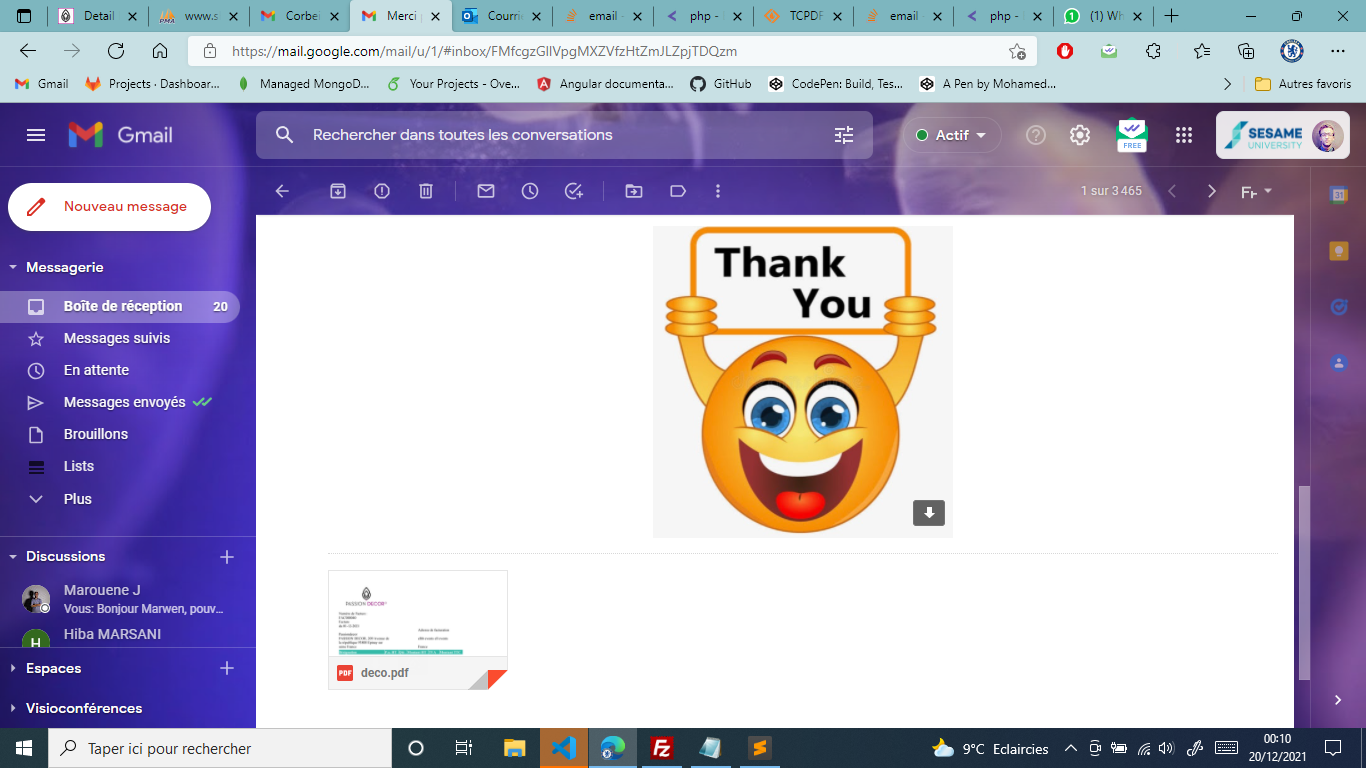 Detail
www.s
Corbei
Merci
Courri
email
php -
TCPDF
email
php -
(1) Wh
https://mail.google.com/mail/u/1/#inbox/FMfcgzGllVpgMXZVfzHtZmJLZpjTDQzm
Gmail
Projects · Dashboar...
Managed MongoD...
Your Projects - Ove...
Angular documenta...
GitHub
CodePen: Build, Tes...
A Pen by Mohamed...
Autres favoris
Gmail
Rechercher dans toutes les conversations
Actif
FREE
SESAME
UNIVERSITY
Nouveau message
1 sur 3 465
Messagerie
Boîte de réception 20
Messages suivis
En attente
Messages envoyés
Brouillons
Lists
Plus
Discussions
Marouene J
Vous: Bonjour Marwen, pouv...
H
Hiba MARSANI
Espaces
Visioconférences
Thank
You
PASSION DECOR
PDF deco.pdf
31
Taper ici pour rechercher
9°C Eclaircies
00:10
20/12/2021